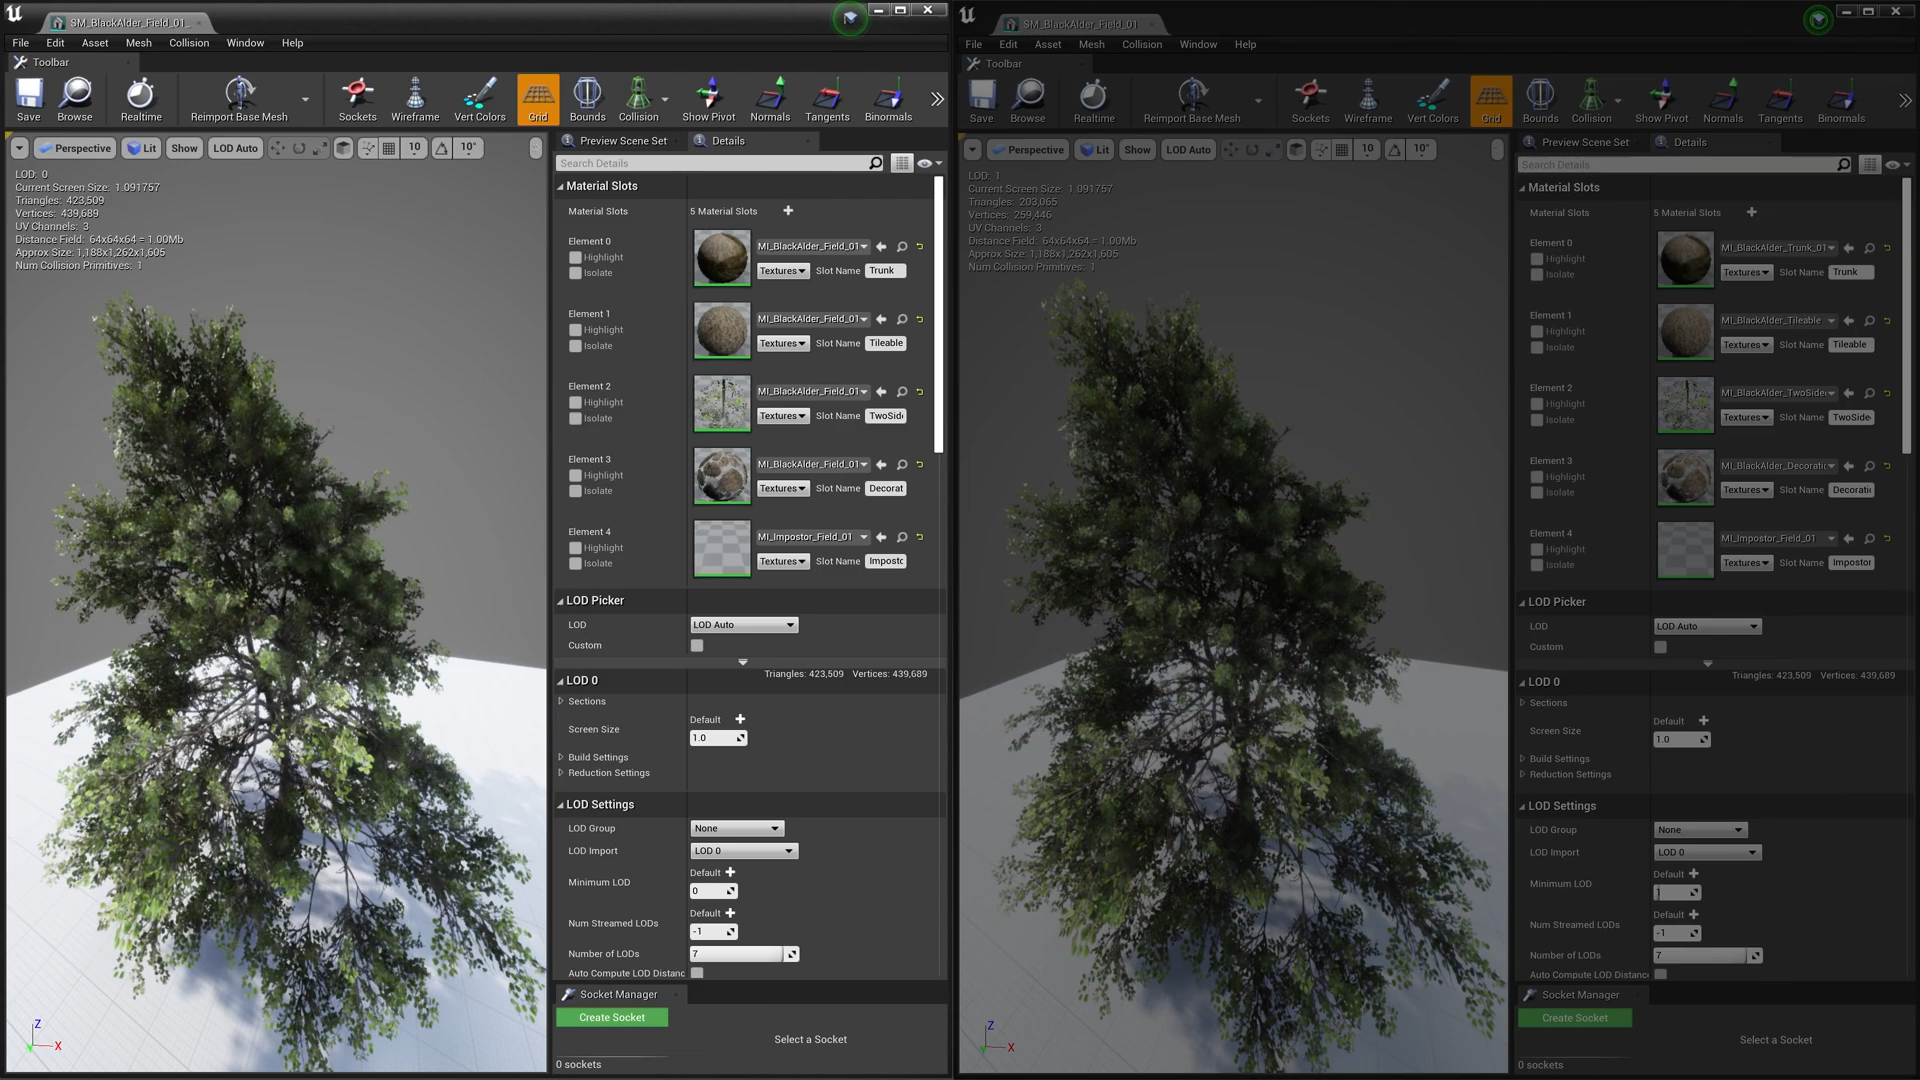 SM_BlackAlder_Field_01_
File Edit Asset Mesh Collision Window Help
Toolbar
Save Browse Realtime Reimport Base Mesh Sockets Wireframe Vert Colors Grid Bounds Collision Show Pivot Normals Tangents Binormals
Perspective Lit Show LOD Auto 10 10°
LOD: 0
Current Screen Size: 1.091757
Triangles: 423,509
Vertices: 439,689
UV Channels: 3
Distance Field: 64x64x64 = 1.00Mb
Approx Size: 1,188x1,262x1,605
Num Collision Primitives: 1
Z
X
Preview Scene Set Details
Search Details
Material Slots
Material Slots 5 Material Slots
Element 0 MI_BlackAlder_Field_01
Highlight
Isolate Textures Slot Name Trunk
Element 1 MI_BlackAlder_Field_01
Highlight
Isolate Textures Slot Name Tileable
Element 2 MI_BlackAlder_Field_01
Highlight
Isolate Textures Slot Name TwoSide
Element 3 MI_BlackAlder_Field_01
Highlight
Isolate Textures Slot Name Decorat
Element 4 MI_Impostor_Field_01
Highlight
Isolate Textures Slot Name Imposto
LOD Picker
LOD LOD Auto
Custom
Triangles: 423,509 Vertices: 439,689
LOD 0
Sections
Default
Screen Size
1.0
Build Settings
Reduction Settings
LOD Settings
LOD Group None
LOD Import LOD 0
Default
Minimum LOD
0
Default
Num Streamed LODs
-1
Number of LODs 7
Auto Compute LOD Distanc
Socket Manager
Create Socket
Select a Socket
0 sockets
SM_BlackAlder_Field_01
File Edit Asset Mesh Collision Window Help
Toolbar
Save Browse Realtime Reimport Base Mesh Sockets Wireframe Vert Colors Grid Bounds Collision Show Pivot Normals Tangents Binormals
Perspective Lit Show LOD Auto 10 10°
LOD: 1
Current Screen Size: 1.091757
Triangles: 203,065
Vertices: 259,446
UV Channels: 3
Distance Field: 64x64x64 = 1.00Mb
Approx Size: 1,188x1,262x1,605
Num Collision Primitives: 1
Z
X
Preview Scene Set Details
Search Details
Material Slots
Material Slots 5 Material Slots
Element 0 MI_BlackAlder_Trunk_01
Highlight
Isolate Textures Slot Name Trunk
Element 1 MI_BlackAlder_Tileable
Highlight
Isolate Textures Slot Name Tileable
Element 2 MI_BlackAlder_TwoSide
Highlight
Isolate Textures Slot Name TwoSide
Element 3 MI_BlackAlder_Decoratic
Highlight
Isolate Textures Slot Name Decoratic
Element 4 MI_Impostor_Field_01
Highlight
Isolate Textures Slot Name Impostor
LOD Picker
LOD LOD Auto
Custom
Triangles: 423,509 Vertices: 439,689
LOD 0
Sections
Default
Screen Size
1.0
Build Settings
Reduction Settings
LOD Settings
LOD Group None
LOD Import LOD 0
Default
Minimum LOD
Default
Num Streamed LODs
-1
Number of LODs 7
Auto Compute LOD Distanc
Socket Manager
Create Socket
Select a Socket
0 sockets